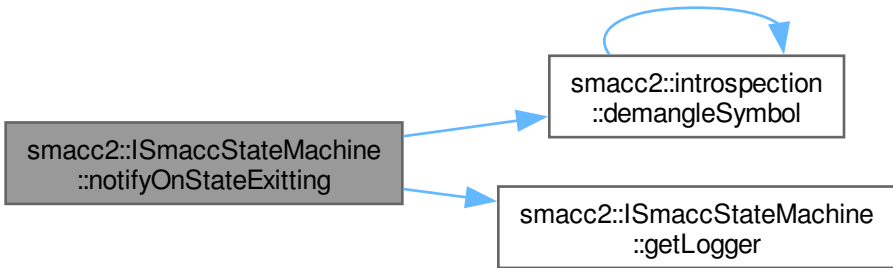 smacc2::introspection
::demangleSymbol
smacc2::ISmaccStateMachine
::notifyOnStateExitting
smacc2::ISmaccStateMachine
::getLogger